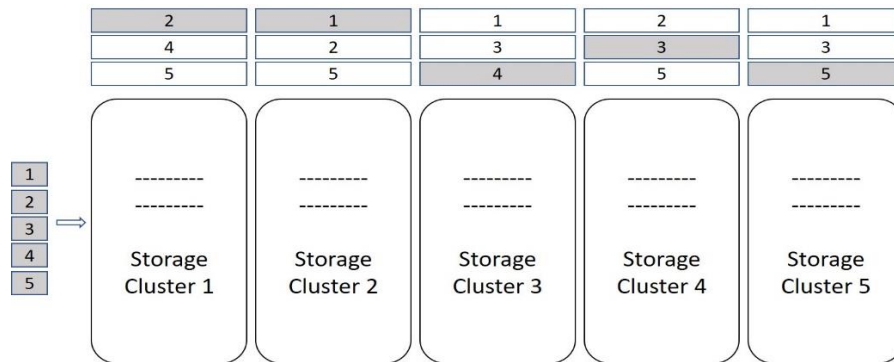 2 1 1 2 1
4 2 3 3 3
5 5 4 5 5
1
2
3
4
5
---------
---------
Storage
Cluster 1
---------
---------
Storage
Cluster 2
---------
---------
Storage
Cluster 3
---------
---------
Storage
Cluster 4
---------
---------
Storage
Cluster 5